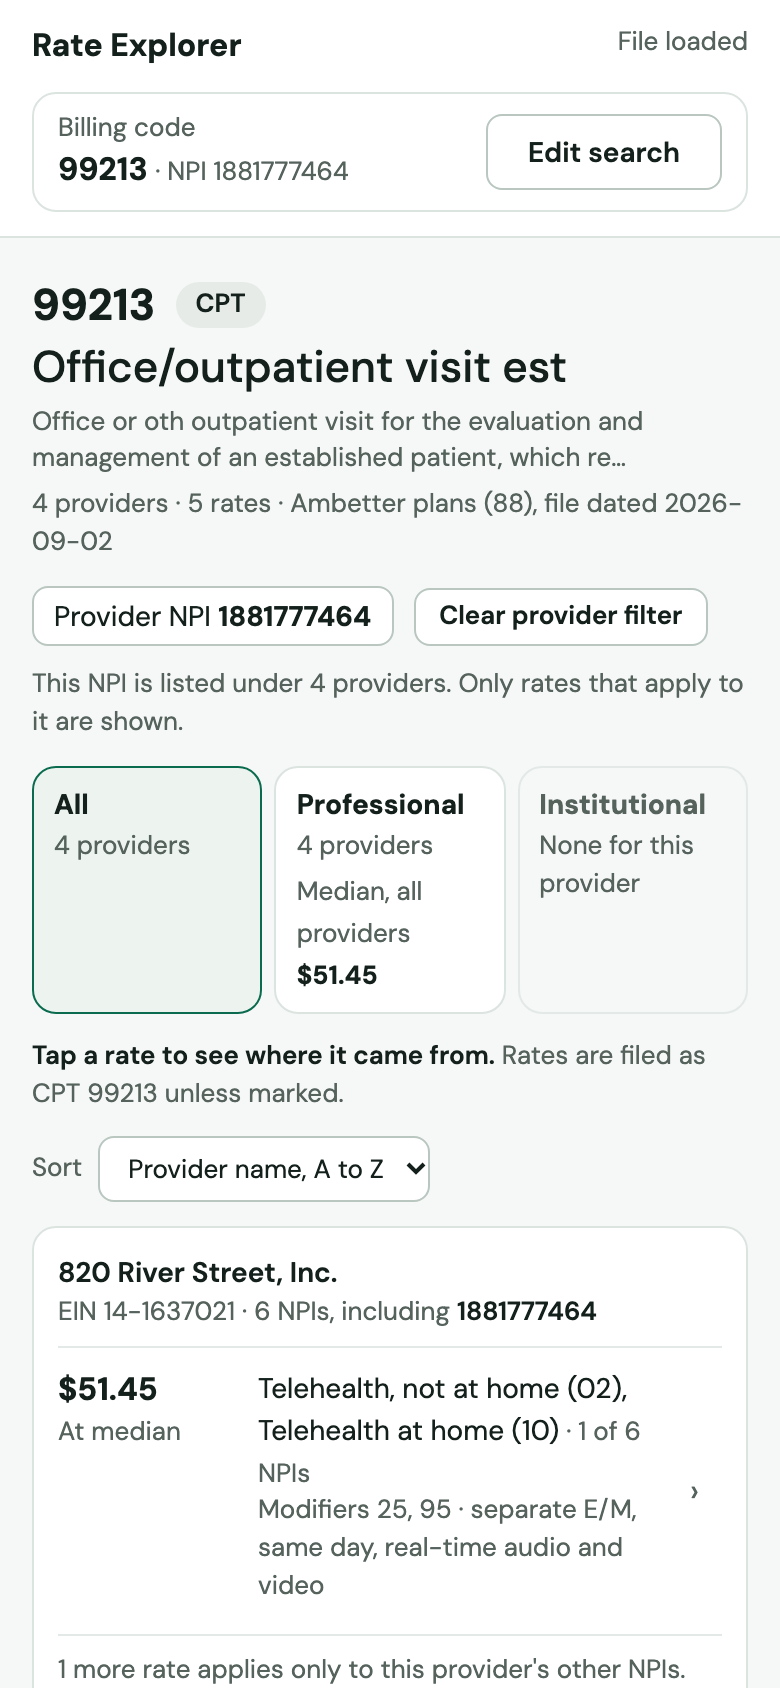 Rate Explorer
File loaded
Billing code
99213 · NPI 1881777464
Edit search
99213 CPT
Office/outpatient visit est
Office or oth outpatient visit for the evaluation and
management of an established patient, which re…
4 providers · 5 rates · Ambetter plans (88), file dated 2026-
09-02
Provider NPI 1881777464
Clear provider filter
This NPI is listed under 4 providers. Only rates that apply to
it are shown.
All
4 providers
Professional
4 providers
Median, all
providers
$51.45
Institutional
None for this
provider
Tap a rate to see where it came from. Rates are filed as
CPT 99213 unless marked.
Sort
Provider name, A to Z
820 River Street, Inc.
EIN 14-1637021 · 6 NPIs, including 1881777464
$51.45
At median
Telehealth, not at home (02),
Telehealth at home (10) · 1 of 6
NPIs
Modifiers 25, 95 · separate E/M,
same day, real-time audio and
video
›
1 more rate applies only to this provider's other NPIs.